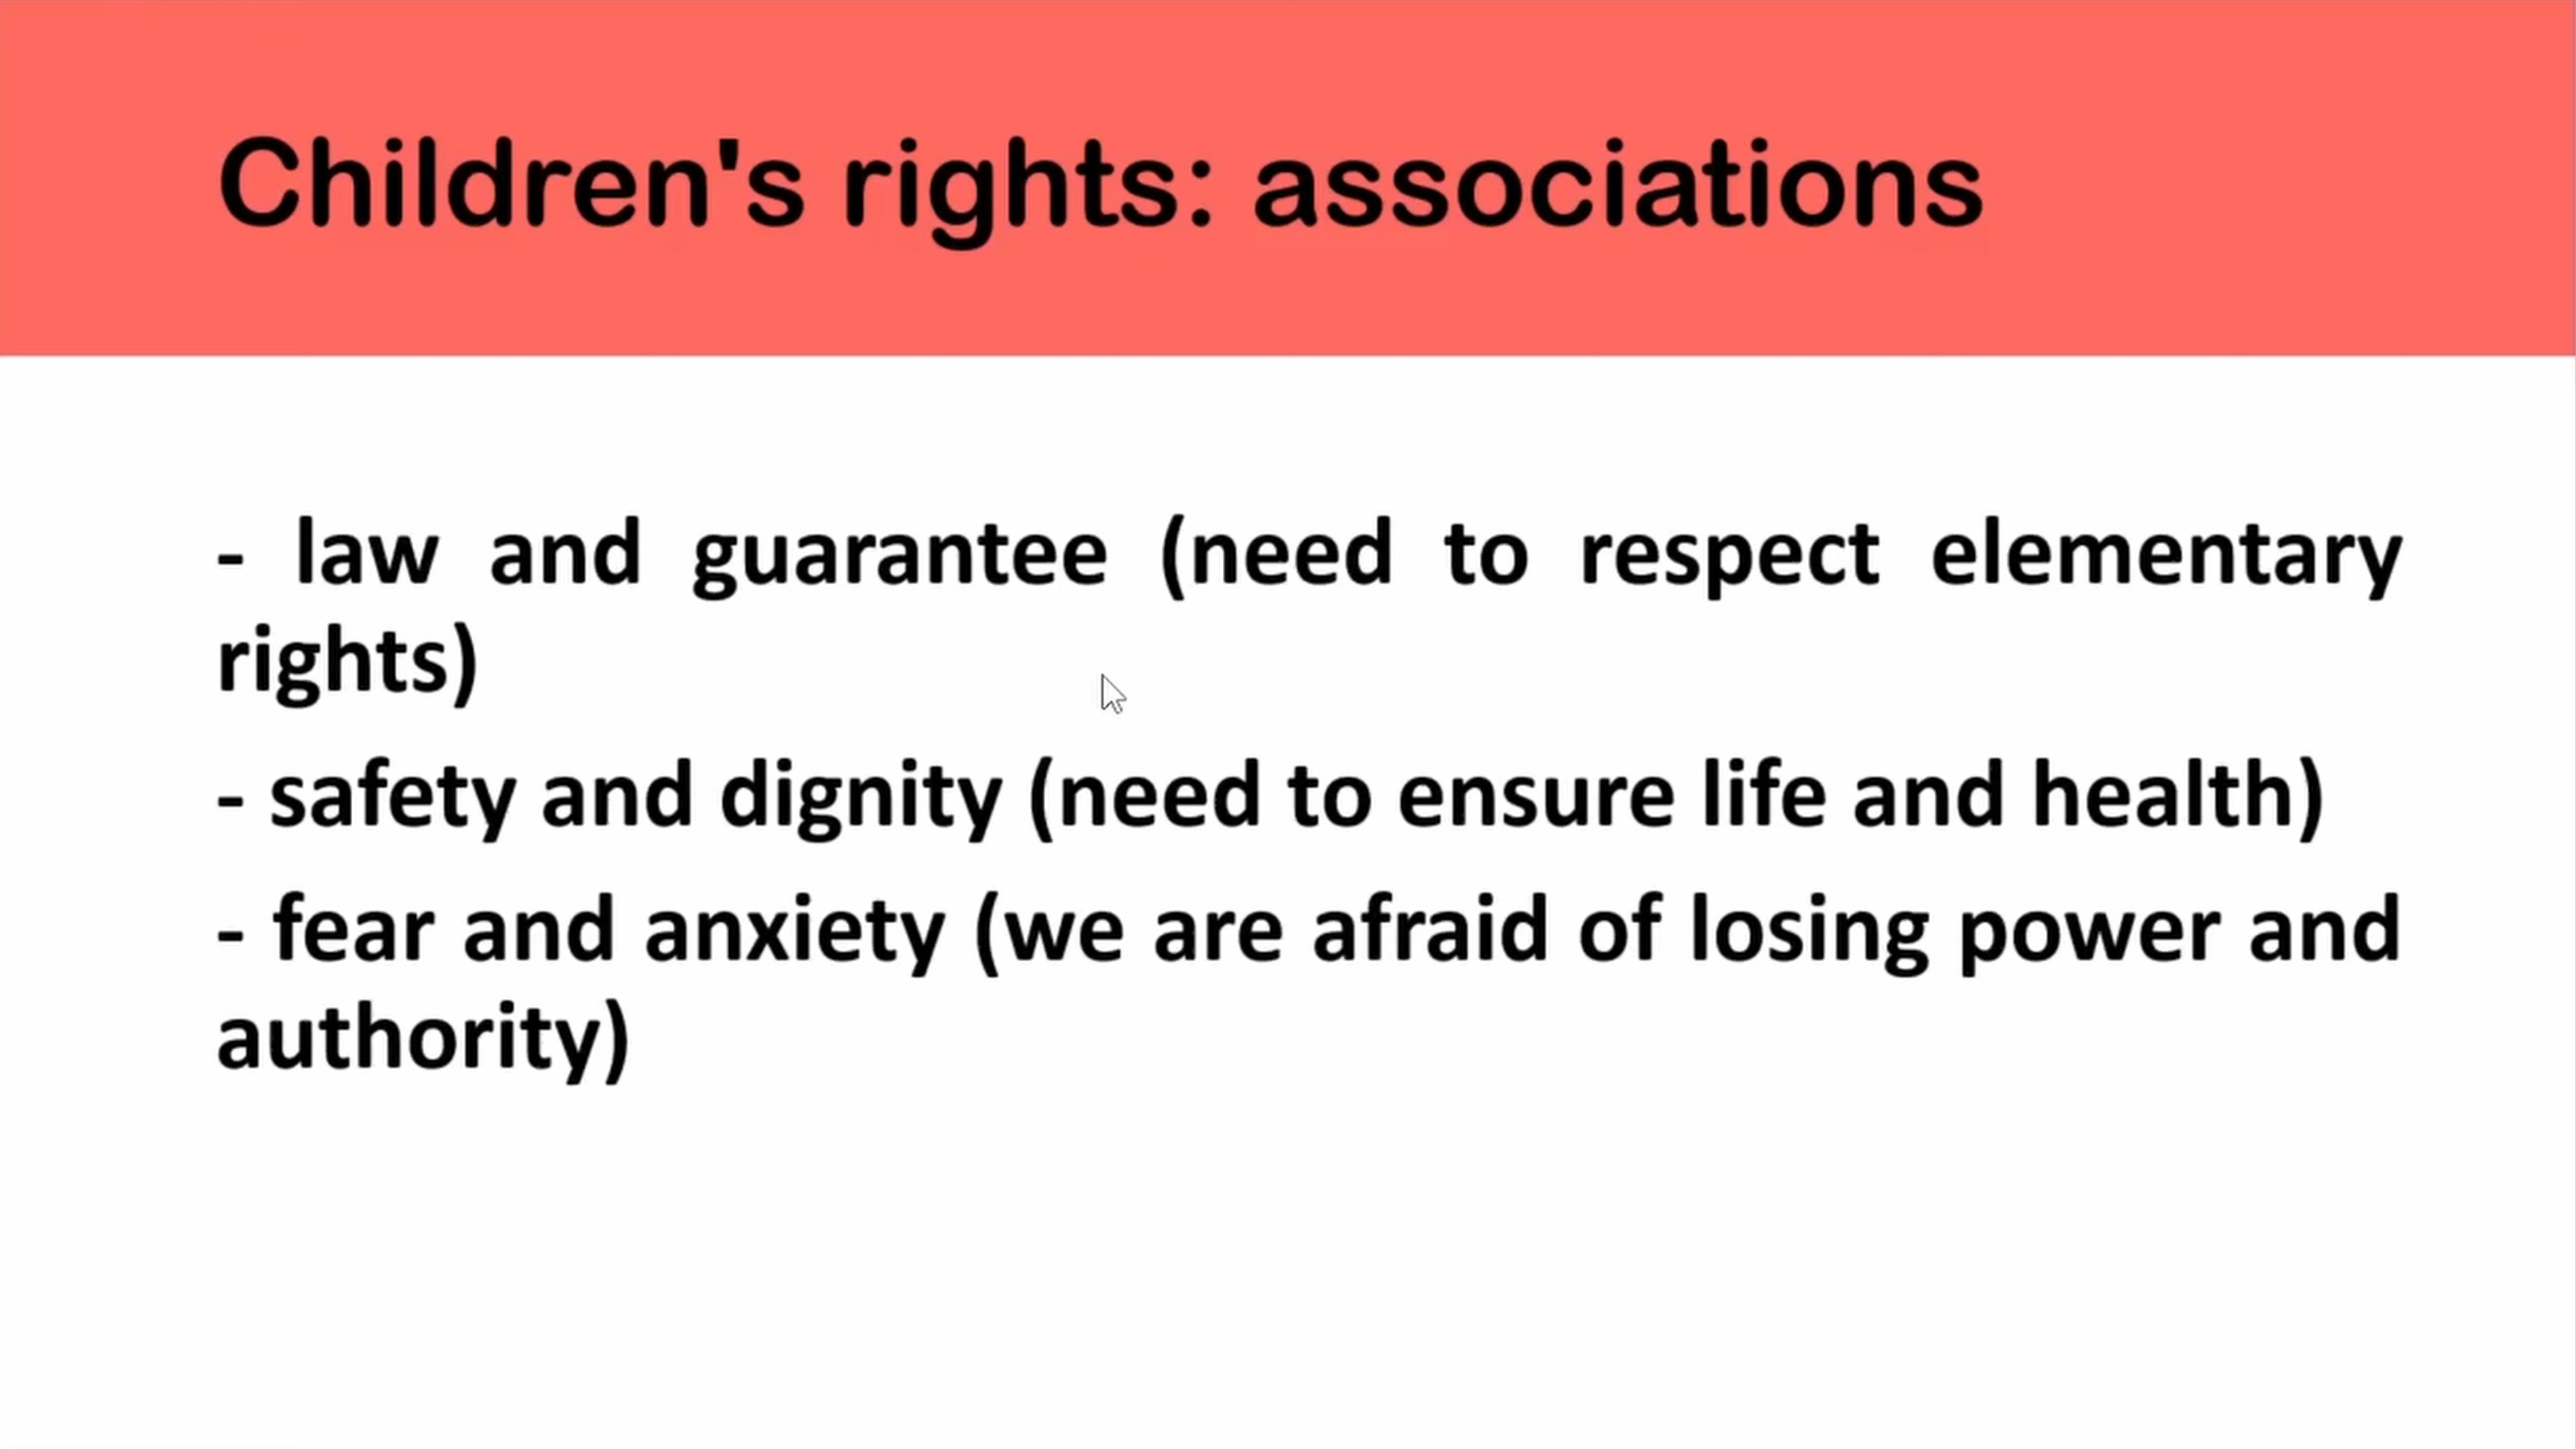 Children's rights: associations
- law and guarantee (need to respect elementary
rights)
- safety and dignity (need to ensure life and health)
- fear and anxiety (we are afraid of losing power and
authority)